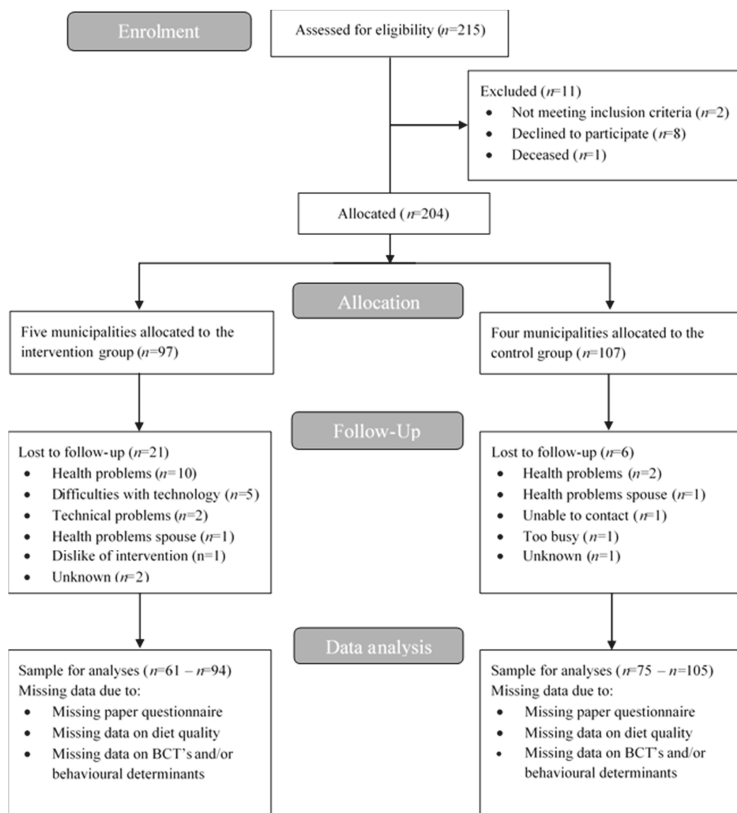 Enrolment
Assessed for eligibility (n=215)
Excluded (n=11)
• Not meeting inclusion criteria (n=2)
• Declined to participate (n=8)
• Deceased (n=1)
Allocated (n=204)
Allocation
Five municipalities allocated to the
intervention group (n=97)
Four municipalities allocated to the
control group (n=107)
Follow-Up
Lost to follow-up (n=21)
• Health problems (n=10)
• Difficulties with technology (n=5)
• Technical problems (n=2)
• Health problems spouse (n=1)
• Dislike of intervention (n=1)
• Unknown (n=2)
Lost to follow-up (n=6)
• Health problems (n=2)
• Health problems spouse (n=1)
• Unable to contact (n=1)
• Too busy (n=1)
• Unknown (n=1)
Data analysis
Sample for analyses (n=61 – n=94)
Missing data due to:
• Missing paper questionnaire
• Missing data on diet quality
• Missing data on BCT's and/or
behavioural determinants
Sample for analyses (n=75 – n=105)
Missing data due to:
• Missing paper questionnaire
• Missing data on diet quality
• Missing data on BCT's and/or
behavioural determinants